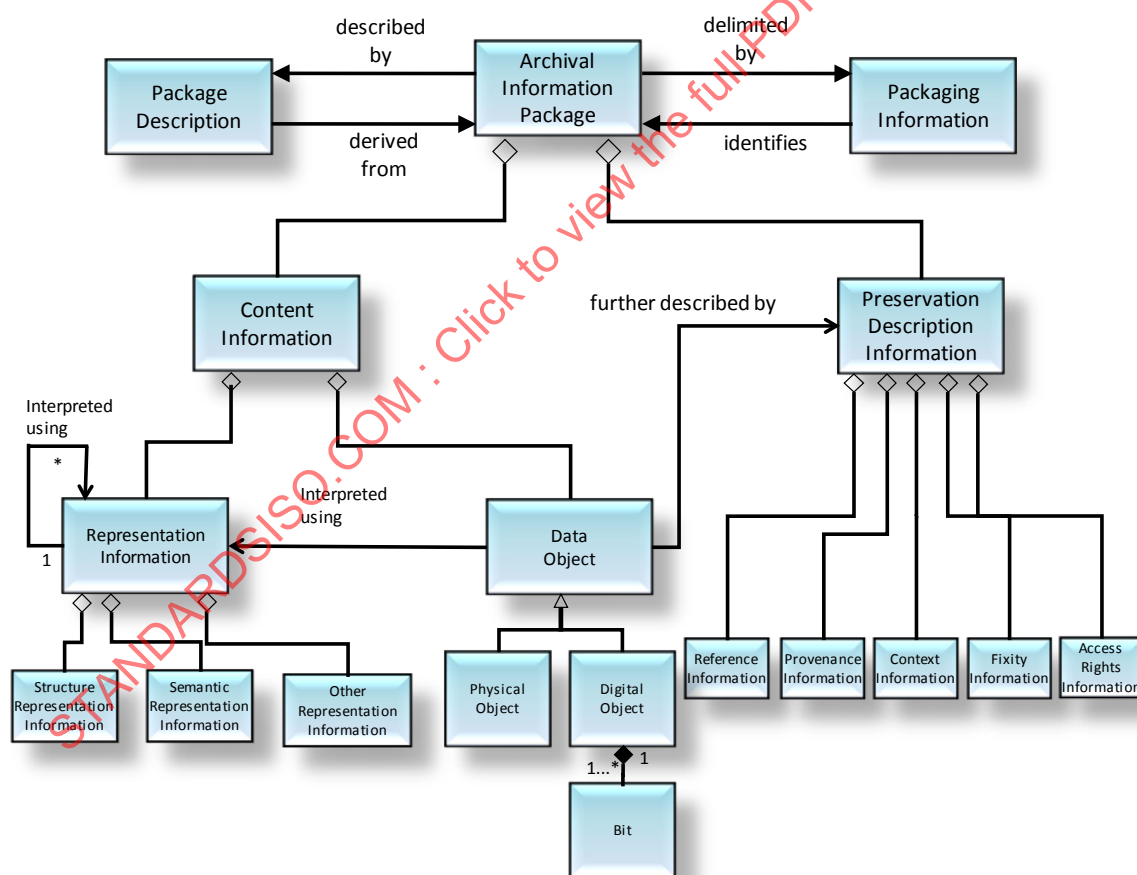 described
by
delimited
by
Archival
Information
Package
Package
Description
Packaging
Information
derived
from
identifies
Content
Information
further described by
Preservation
Description
Information
Interpreted
using
*
Representation
Information
1
Interpreted
using
Data
Object
Structure
Representation
Information
Semantic
Representation
Information
Other
Representation
Information
Physical
Object
Digital
Object
Reference
Information
Provenance
Information
Context
Information
Fixity
Information
Access
Rights
Information
1...*
1
Bit
STANDARDSISO.COM : Click to view the full PDF